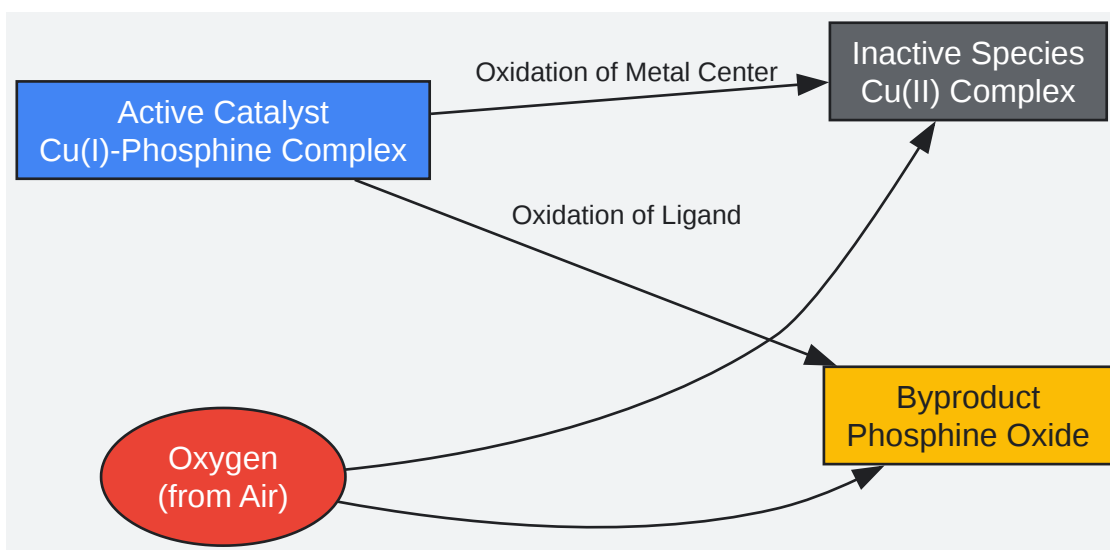 Inactive Species
Cu(II) Complex
Oxidation of Metal Center
Active Catalyst
Cu(I)-Phosphine Complex
Oxidation of Ligand
Byproduct
Phosphine Oxide
Oxygen
(from Air)